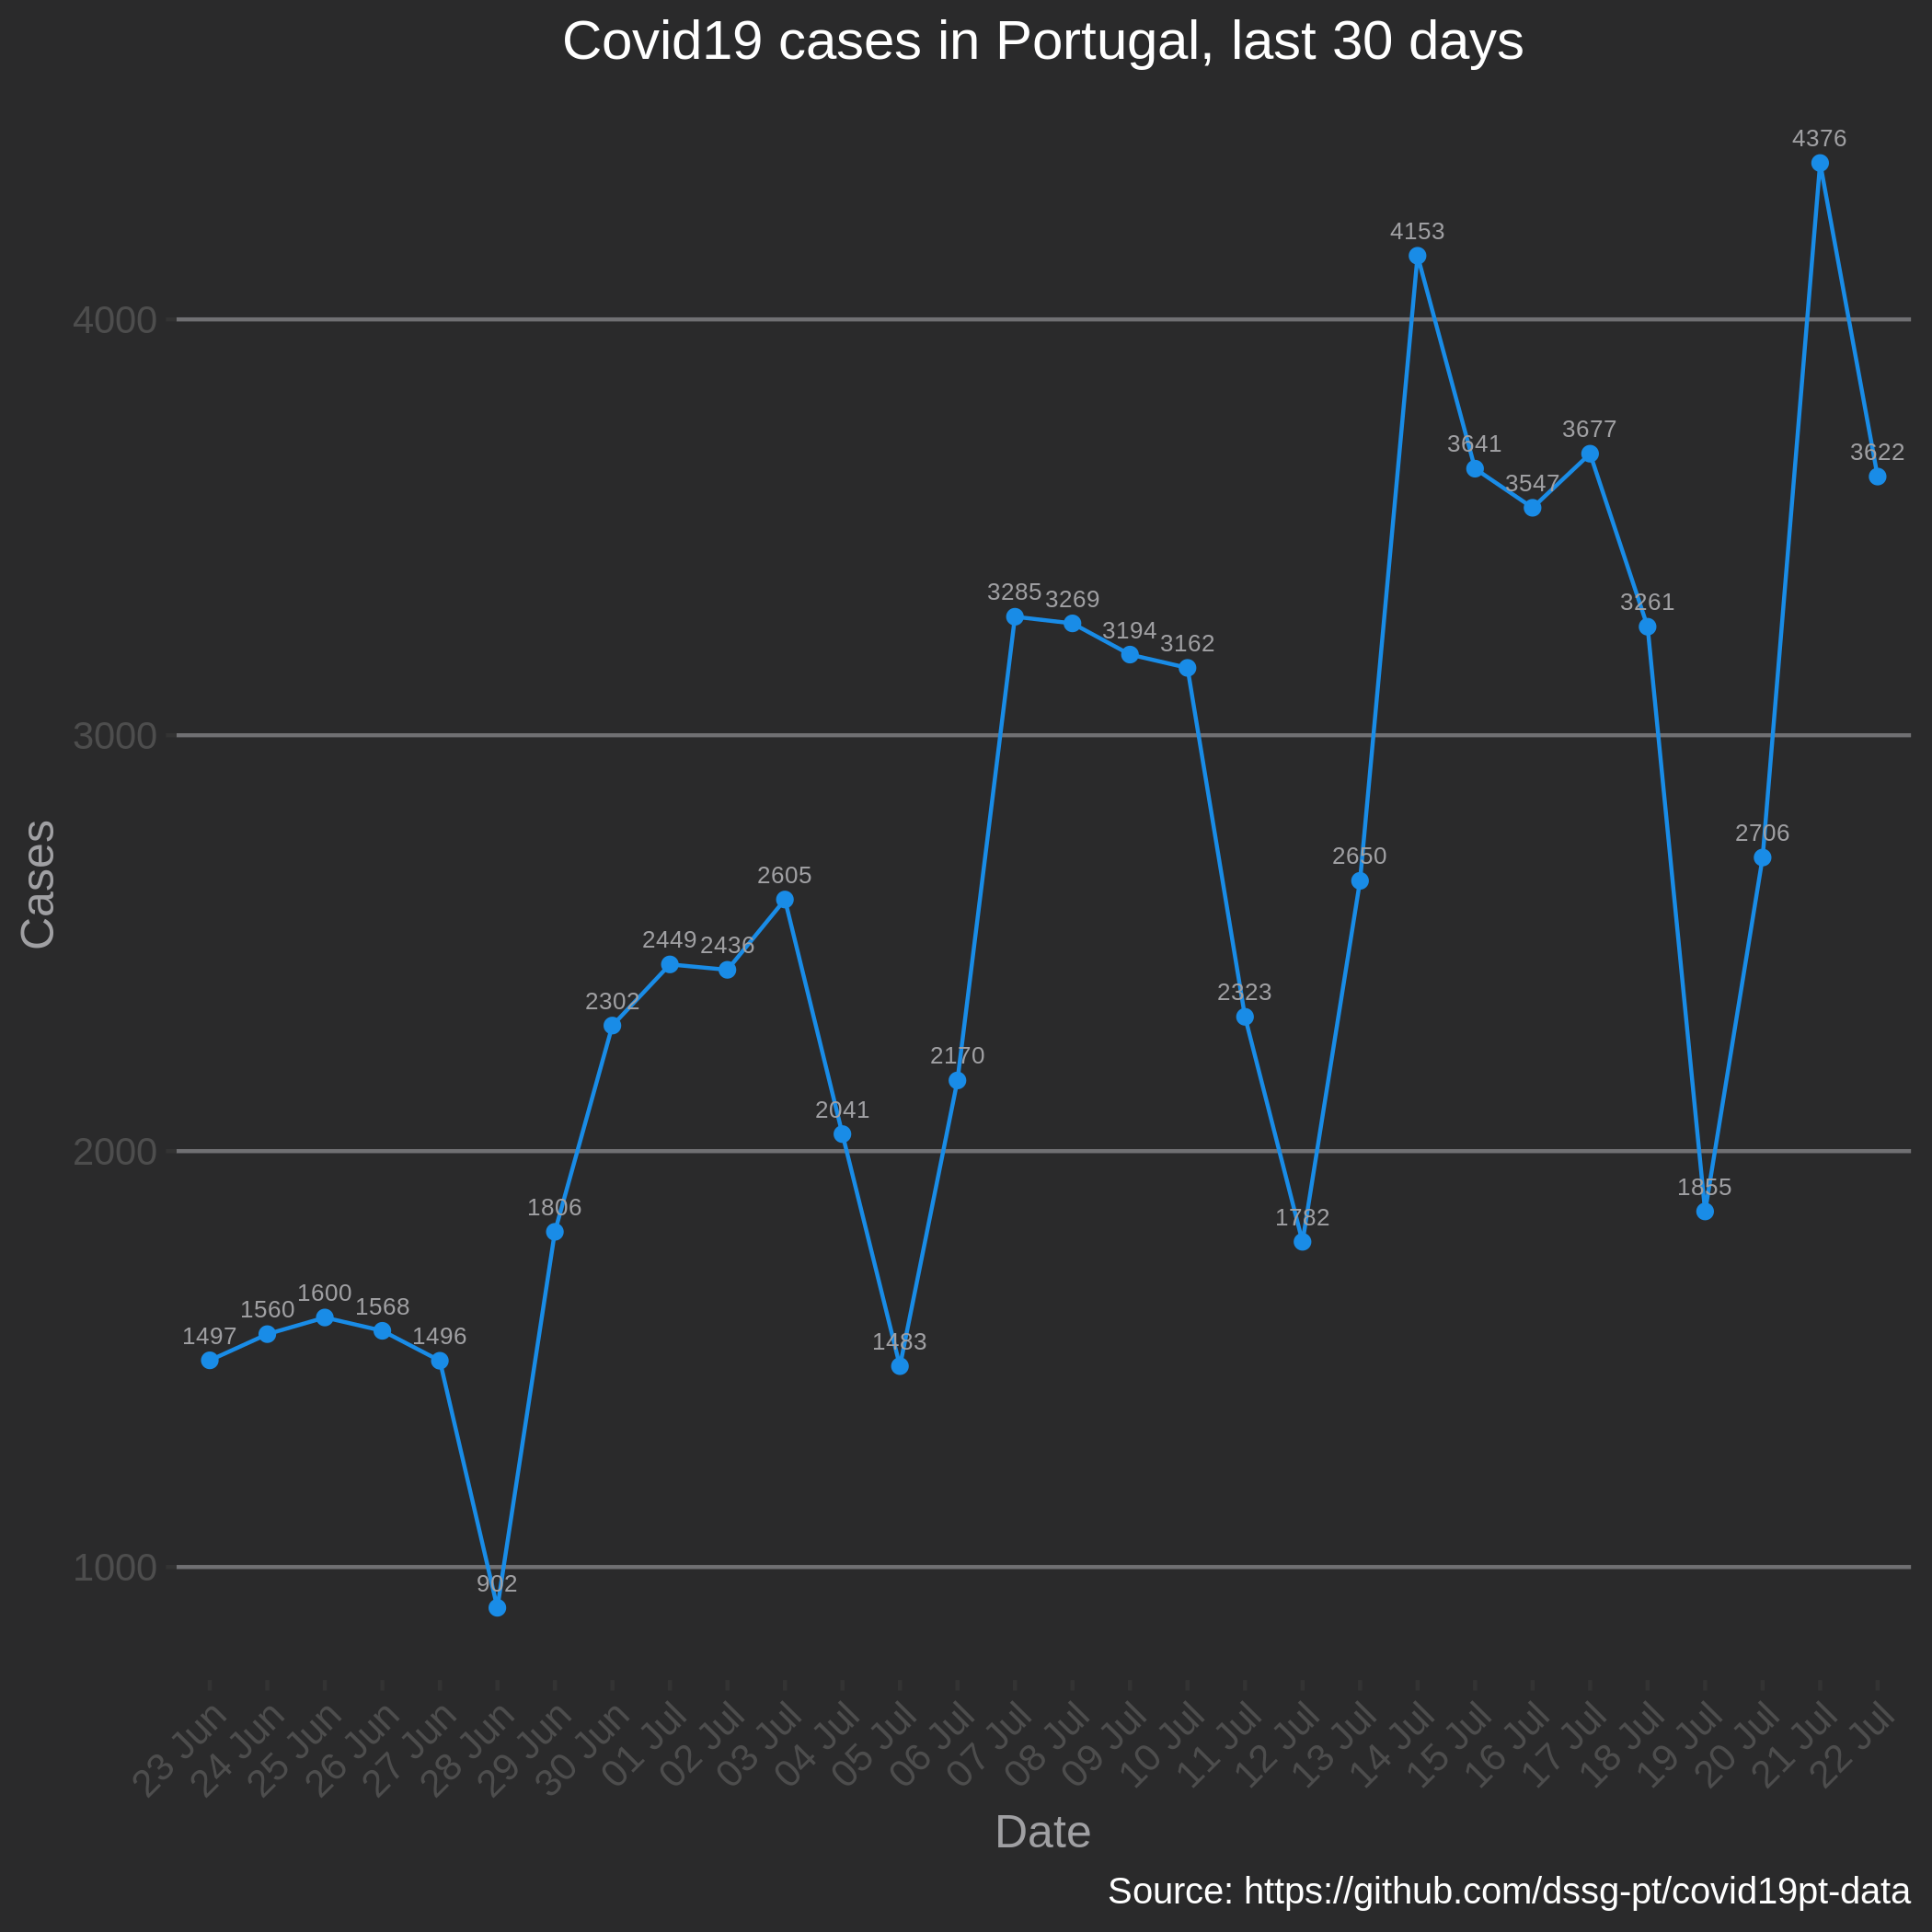 Covid19 cases in Portugal, last 30 days
4376
4153
4000
3677
3641
3622
3547
3285
3269
3261
3194
3162
3000
2706
2650
2605
2449
2436
2323
2302
2170
2041
2000
1855
1806
1782
1600
1568
1560
1497
1496
1483
1000
902
Cases
23 Jun
24 Jun
25 Jun
26 Jun
27 Jun
28 Jun
29 Jun
30 Jun
01 Jul
02 Jul
03 Jul
04 Jul
05 Jul
06 Jul
07 Jul
08 Jul
09 Jul
10 Jul
11 Jul
12 Jul
13 Jul
14 Jul
15 Jul
16 Jul
17 Jul
18 Jul
19 Jul
20 Jul
21 Jul
22 Jul
Date
Source: https://github.com/dssg-pt/covid19pt-data